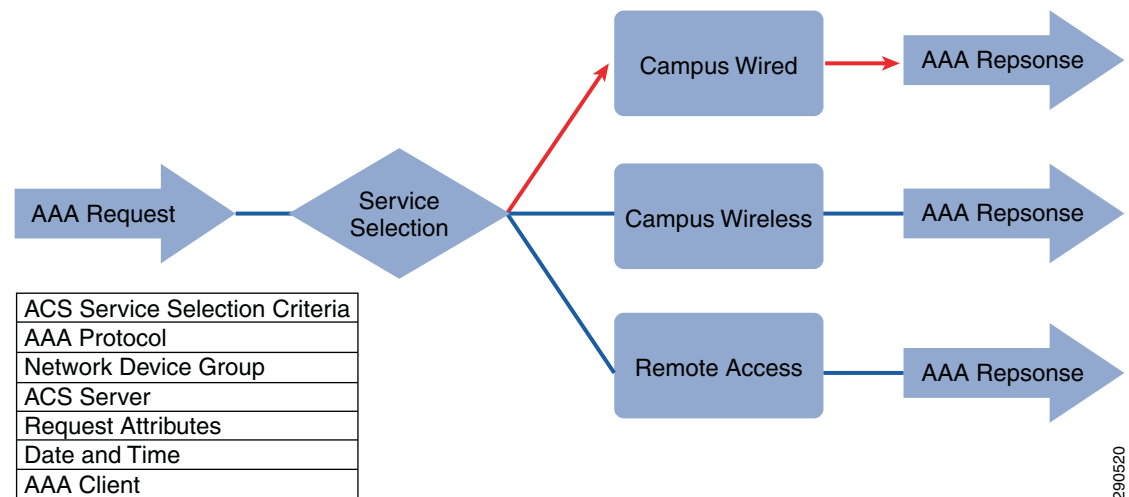 AAA Request
Service
Selection
Campus Wired
AAA Repsonse
Campus Wireless
AAA Repsonse
Remote Access
AAA Repsonse
ACS Service Selection Criteria
AAA Protocol
Network Device Group
ACS Server
Request Attributes
Date and Time
AAA Client
290520